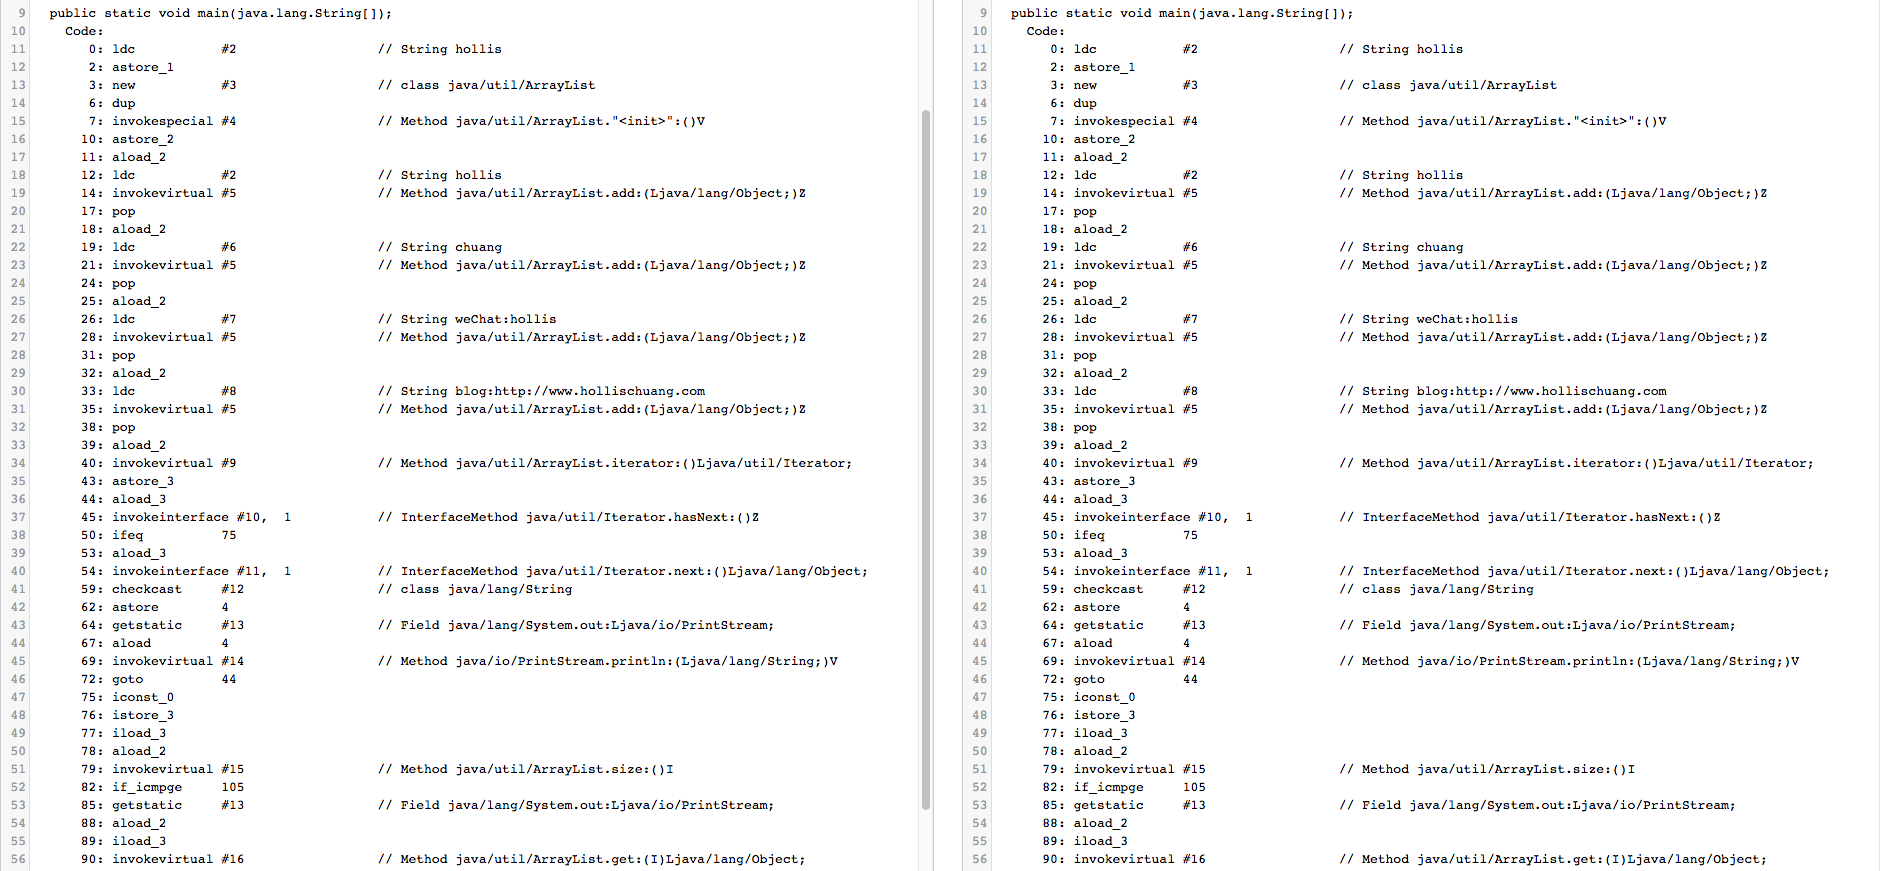 9 public static void main(java.lang.String[]);
10 Code:
11 0: ldc #2 // String hollis
12 2: astore_1
13 3: new #3 // class java/util/ArrayList
14 6: dup
15 7: invokespecial #4 // Method java/util/ArrayList."<init>":()V
16 10: astore_2
17 11: aload_2
18 12: ldc #2 // String hollis
19 14: invokevirtual #5 // Method java/util/ArrayList.add:(Ljava/lang/Object;)Z
20 17: pop
21 18: aload_2
22 19: ldc #6 // String chuang
23 21: invokevirtual #5 // Method java/util/ArrayList.add:(Ljava/lang/Object;)Z
24 24: pop
25 25: aload_2
26 26: ldc #7 // String weChat:hollis
27 28: invokevirtual #5 // Method java/util/ArrayList.add:(Ljava/lang/Object;)Z
28 31: pop
29 32: aload_2
30 33: ldc #8 // String blog:http://www.hollischuang.com
31 35: invokevirtual #5 // Method java/util/ArrayList.add:(Ljava/lang/Object;)Z
32 38: pop
33 39: aload_2
34 40: invokevirtual #9 // Method java/util/ArrayList.iterator:()Ljava/util/Iterator;
35 43: astore_3
36 44: aload_3
37 45: invokeinterface #10, 1 // InterfaceMethod java/util/Iterator.hasNext:()Z
38 50: ifeq 75
39 53: aload_3
40 54: invokeinterface #11, 1 // InterfaceMethod java/util/Iterator.next:()Ljava/lang/Object;
41 59: checkcast #12 // class java/lang/String
42 62: astore 4
43 64: getstatic #13 // Field java/lang/System.out:Ljava/io/PrintStream;
44 67: aload 4
45 69: invokevirtual #14 // Method java/io/PrintStream.println:(Ljava/lang/String;)V
46 72: goto 44
47 75: iconst_0
48 76: istore_3
49 77: iload_3
50 78: aload_2
51 79: invokevirtual #15 // Method java/util/ArrayList.size:()I
52 82: if_icmpge 105
53 85: getstatic #13 // Field java/lang/System.out:Ljava/io/PrintStream;
54 88: aload_2
55 89: iload_3
56 90: invokevirtual #16 // Method java/util/ArrayList.get:(I)Ljava/lang/Object;
9 public static void main(java.lang.String[]);
10 Code:
11 0: ldc #2 // String hollis
12 2: astore_1
13 3: new #3 // class java/util/ArrayList
14 6: dup
15 7: invokespecial #4 // Method java/util/ArrayList."<init>":()V
16 10: astore_2
17 11: aload_2
18 12: ldc #2 // String hollis
19 14: invokevirtual #5 // Method java/util/ArrayList.add:(Ljava/lang/Object;)Z
20 17: pop
21 18: aload_2
22 19: ldc #6 // String chuang
23 21: invokevirtual #5 // Method java/util/ArrayList.add:(Ljava/lang/Object;)Z
24 24: pop
25 25: aload_2
26 26: ldc #7 // String weChat:hollis
27 28: invokevirtual #5 // Method java/util/ArrayList.add:(Ljava/lang/Object;)Z
28 31: pop
29 32: aload_2
30 33: ldc #8 // String blog:http://www.hollischuang.com
31 35: invokevirtual #5 // Method java/util/ArrayList.add:(Ljava/lang/Object;)Z
32 38: pop
33 39: aload_2
34 40: invokevirtual #9 // Method java/util/ArrayList.iterator:()Ljava/util/Iterator;
35 43: astore_3
36 44: aload_3
37 45: invokeinterface #10, 1 // InterfaceMethod java/util/Iterator.hasNext:()Z
38 50: ifeq 75
39 53: aload_3
40 54: invokeinterface #11, 1 // InterfaceMethod java/util/Iterator.next:()Ljava/lang/Object;
41 59: checkcast #12 // class java/lang/String
42 62: astore 4
43 64: getstatic #13 // Field java/lang/System.out:Ljava/io/PrintStream;
44 67: aload 4
45 69: invokevirtual #14 // Method java/io/PrintStream.println:(Ljava/lang/String;)V
46 72: goto 44
47 75: iconst_0
48 76: istore_3
49 77: iload_3
50 78: aload_2
51 79: invokevirtual #15 // Method java/util/ArrayList.size:()I
52 82: if_icmpge 105
53 85: getstatic #13 // Field java/lang/System.out:Ljava/io/PrintStream;
54 88: aload_2
55 89: iload_3
56 90: invokevirtual #16 // Method java/util/ArrayList.get:(I)Ljava/lang/Object;